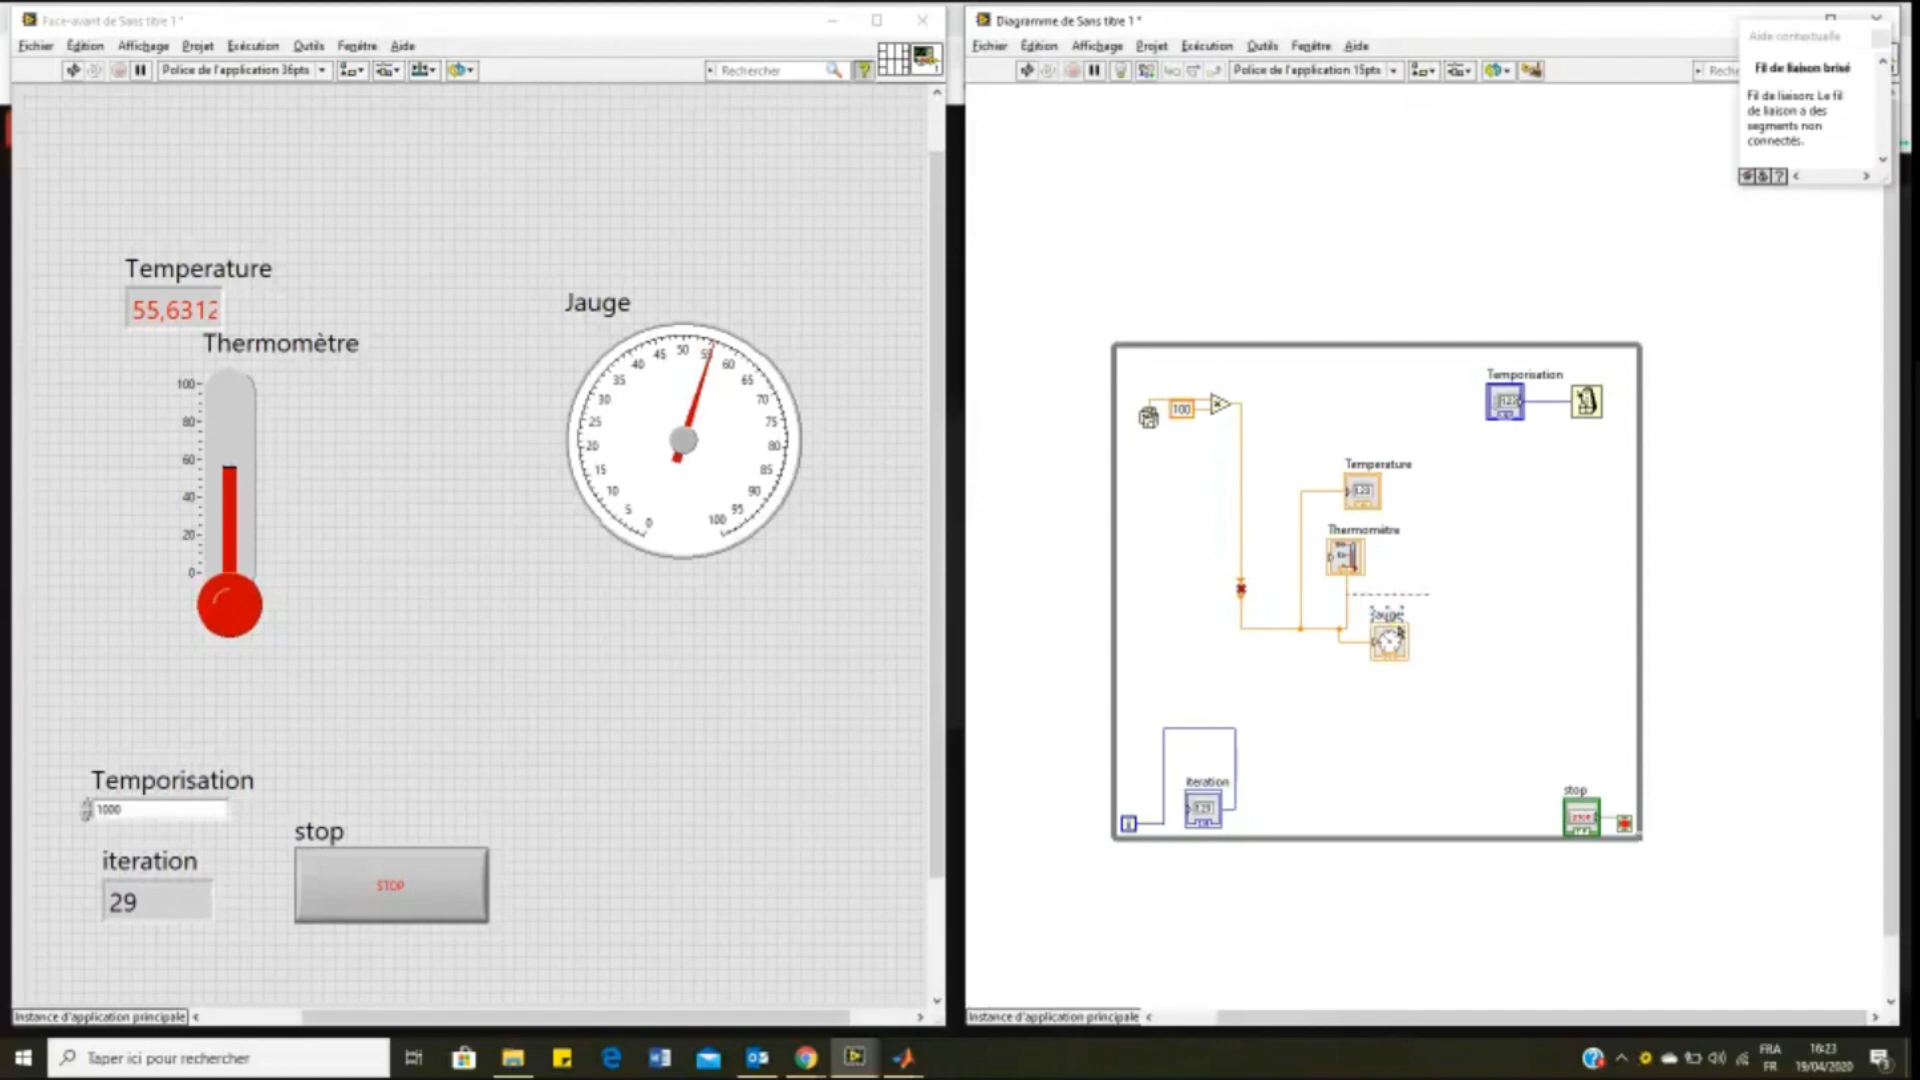 Face-avant de Sans titre 1 *
Fichier Édition Affichage Projet Exécution Outils Fenêtre Aide
Police de l'application 36pts
Rechercher
Temperature
55,6312
Thermomètre
100
80
60
40
20
0
Jauge
0
5
10
15
20
25
30
35
40
45
50
55
60
65
70
75
80
85
90
95
100
Temporisation
1000
iteration
29
stop
STOP
Instance d'application principale
Diagramme de Sans titre 1 *
Fichier Édition Affichage Projet Exécution Outils Fenêtre Aide
Police de l'application 15pts
Reche
Aide contextuelle
Fil de liaison brisé
Fil de liaison: Le fil
de liaison a des
segments non
connectés.
100
Temporisation
123
Temperature
123
Thermomètre
Jauge
iteration
123
i
stop
STOP
Instance d'application principale
Taper ici pour rechercher
FRA
FR
16:23
19/04/2020